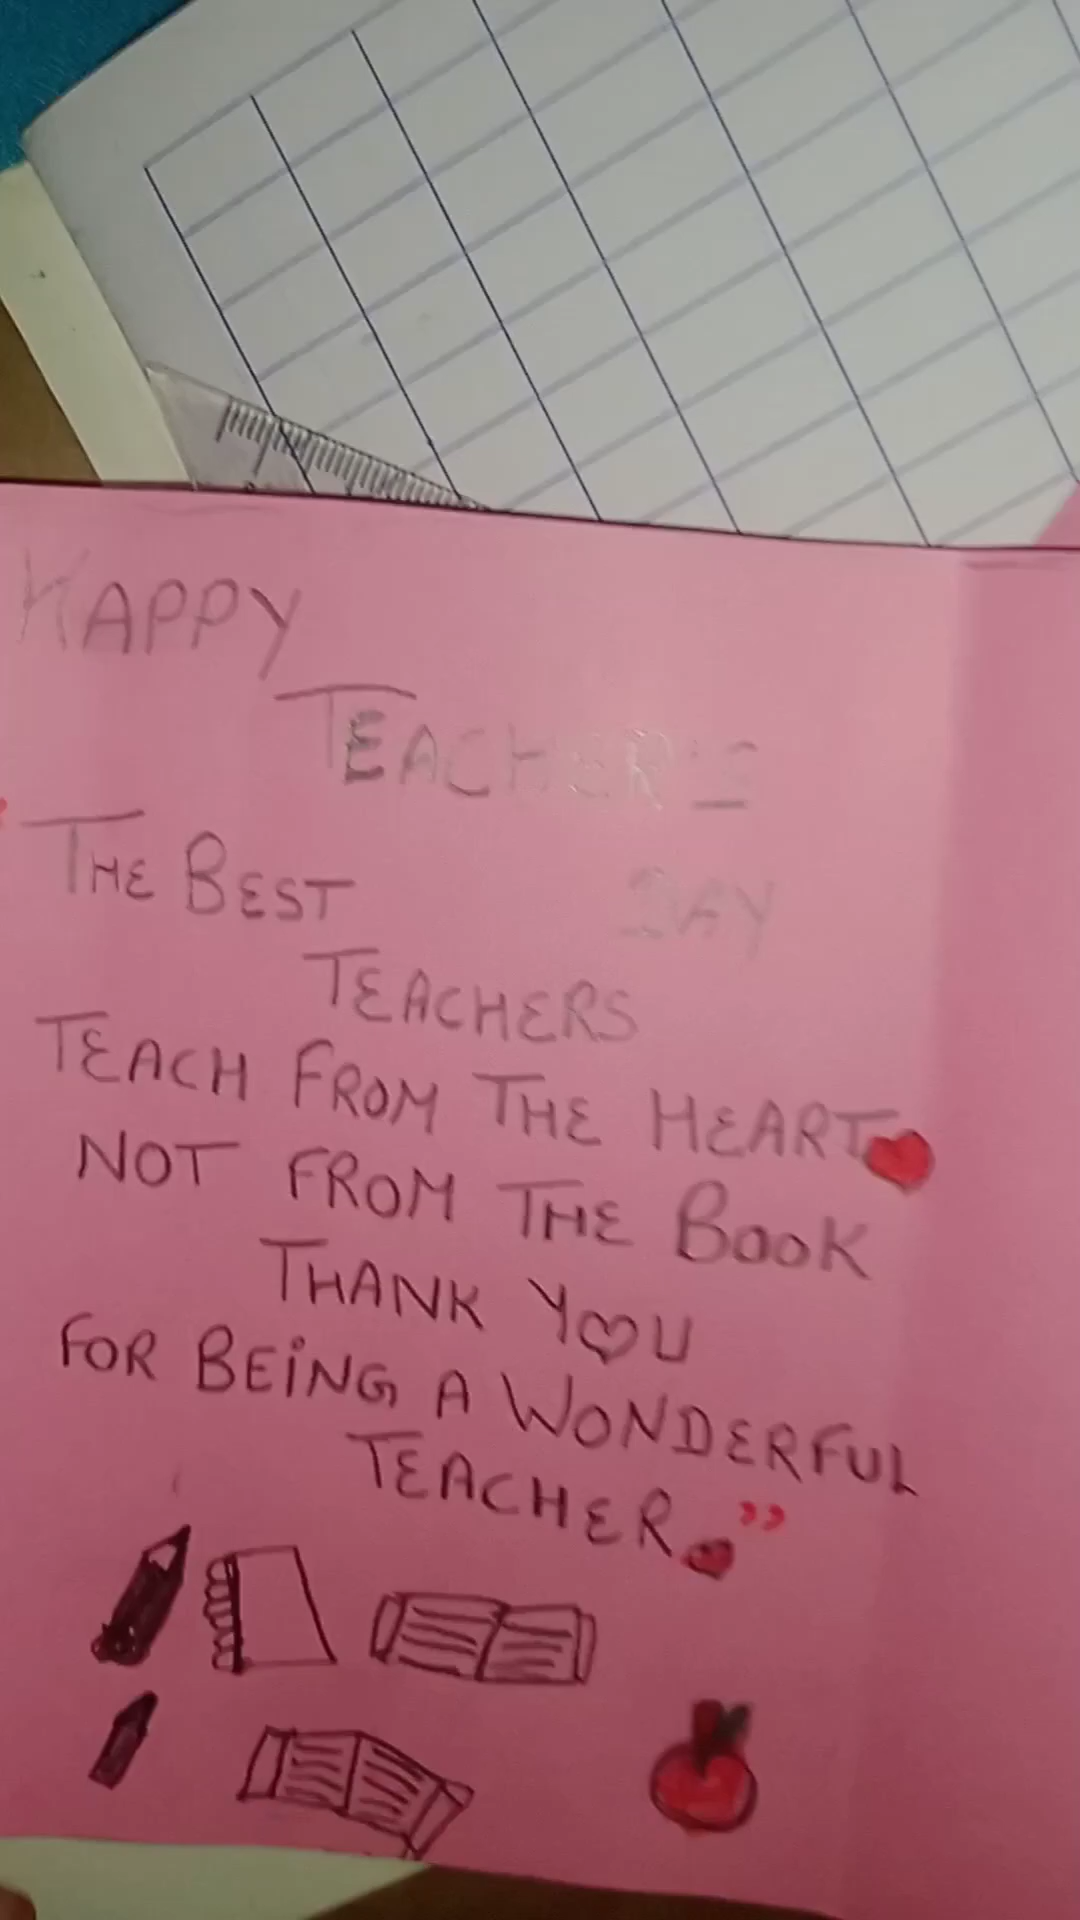 HAPPY
TEACHER'S
DAY
"THE BEST
TEACHERS
TEACH FROM THE HEART
NOT FROM THE BOOK
THANK YOU
FOR BEING A WONDERFUL
TEACHER"